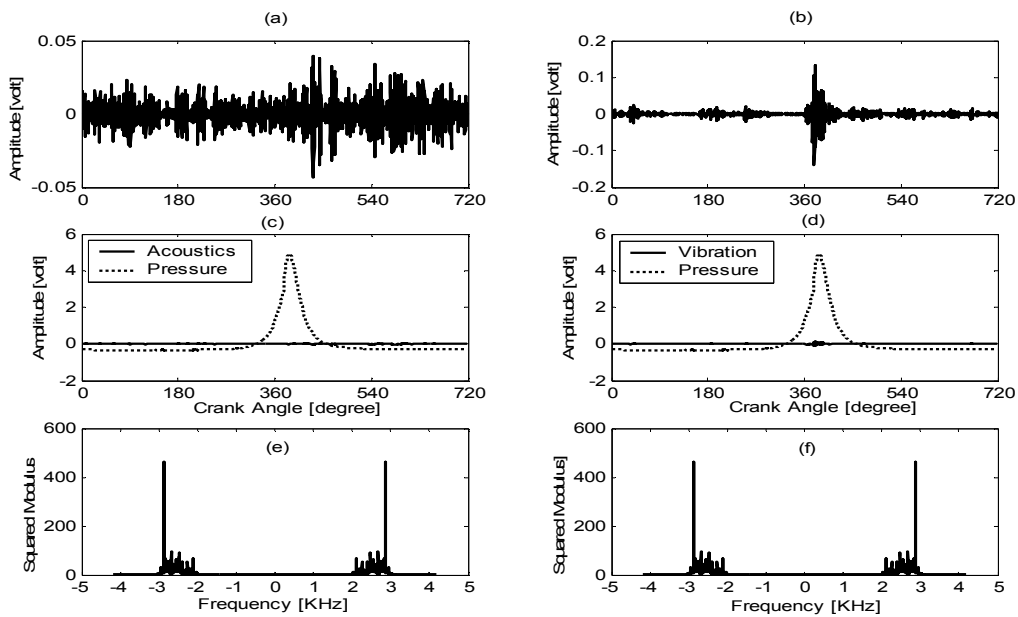 (a)
(b)
0.05
0
-0.05
Amplitude [volt]
0 180 360 540 720
0.2
0.1
0
-0.1
-0.2
Amplitude [volt]
0 180 360 540 720
(c)
(d)
6
4
2
0
-2
Amplitude [volt]
Acoustics
Pressure
0 180 360 540 720
Crank Angle [degree]
6
4
2
0
-2
Amplitude [volt]
Vibration
Pressure
0 180 360 540 720
Crank Angle [degree]
600
400
200
0
Squared Modulus
(e)
-5 -4 -3 -2 -1 0 1 2 3 4 5
Frequency [KHz]
600
400
200
0
Squared Modulus]
(f)
-5 -4 -3 -2 -1 0 1 2 3 4 5
Frequency [KHz]